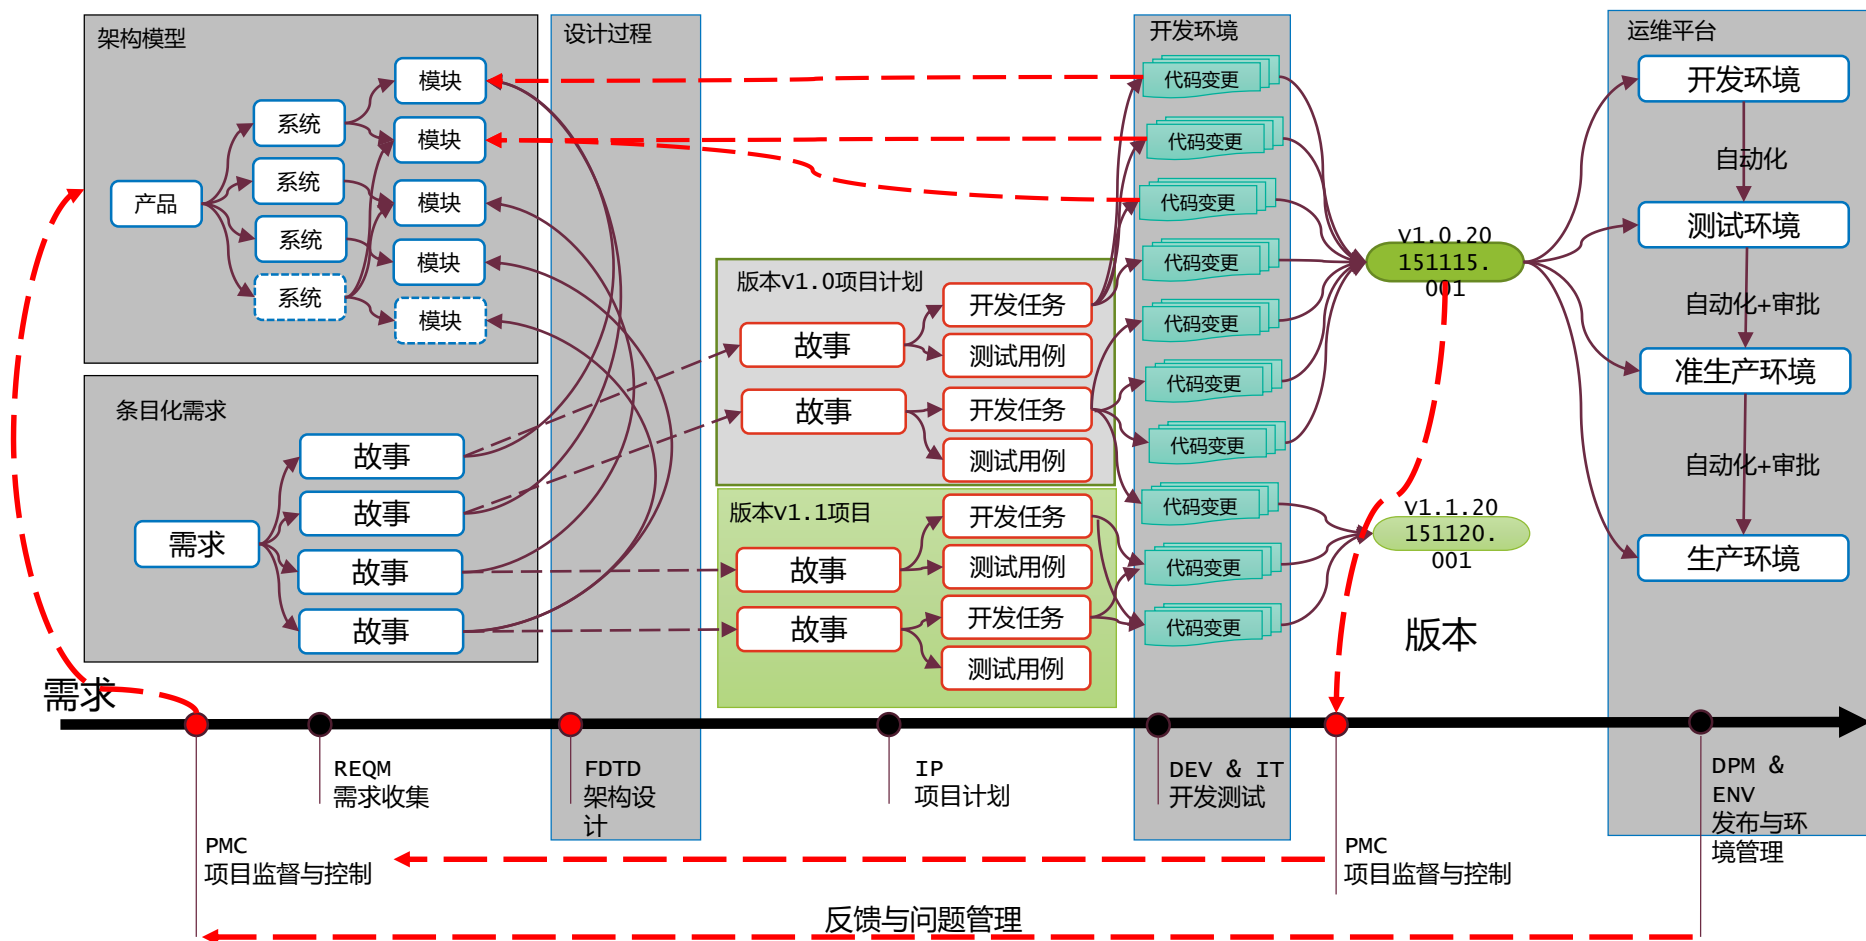 架构模型
产品
系统
系统
系统
系统
模块
模块
模块
模块
模块
条目化需求
需求
故事
故事
故事
故事
设计过程
版本V1.0项目计划
故事
开发任务
测试用例
故事
开发任务
测试用例
版本V1.1项目
故事
开发任务
测试用例
故事
开发任务
测试用例
开发环境
代码变更
代码变更
代码变更
代码变更
代码变更
代码变更
代码变更
代码变更
代码变更
代码变更
v1.0.20
151115.
001
v1.1.20
151120.
001
版本
运维平台
开发环境
自动化
测试环境
自动化+审批
准生产环境
自动化+审批
生产环境
需求
REQM
需求收集
FDTD
架构设
计
IP
项目计划
DEV & IT
开发测试
DPM &
ENV
发布与环
境管理
PMC
项目监督与控制
PMC
项目监督与控制
反馈与问题管理